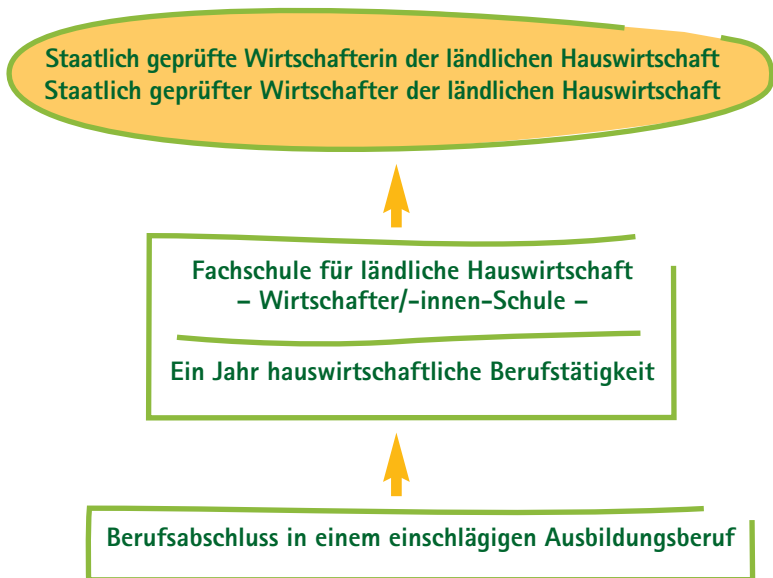 Staatlich geprüfte Wirtschafterin der ländlichen Hauswirtschaft
Staatlich geprüfter Wirtschafter der ländlichen Hauswirtschaft
Fachschule für ländliche Hauswirtschaft
– Wirtschafter/-innen-Schule –
Ein Jahr hauswirtschaftliche Berufstätigkeit
Berufsabschluss in einem einschlägigen Ausbildungsberuf